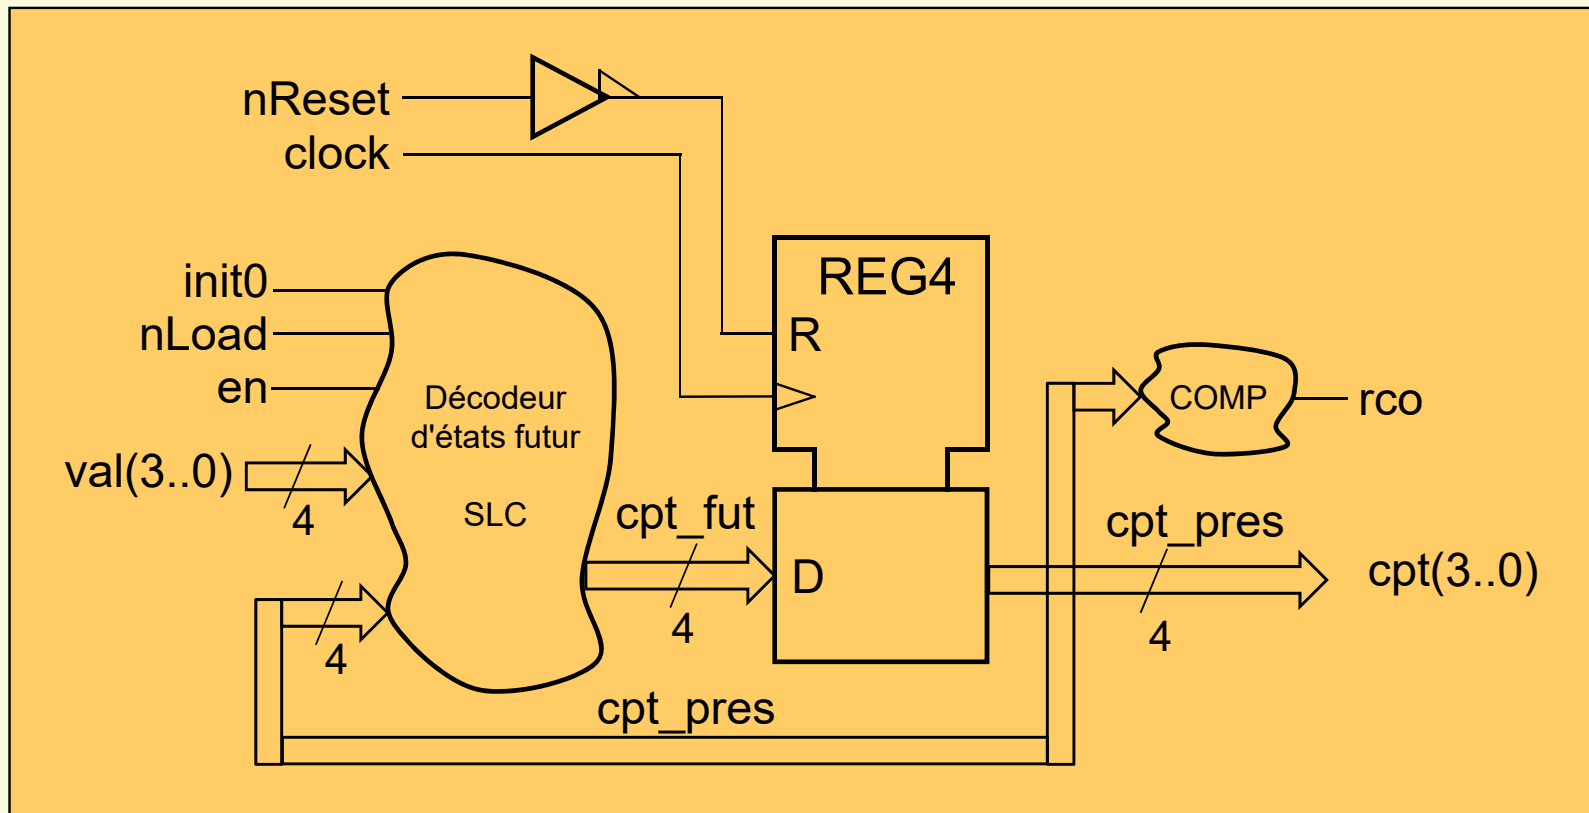 nReset
clock
init0
nLoad
en
val(3..0)
4
4
Décodeur
d'états futur
SLC
cpt_fut
4
REG4
R
D
COMP
rco
cpt_pres
4
cpt(3..0)
cpt_pres